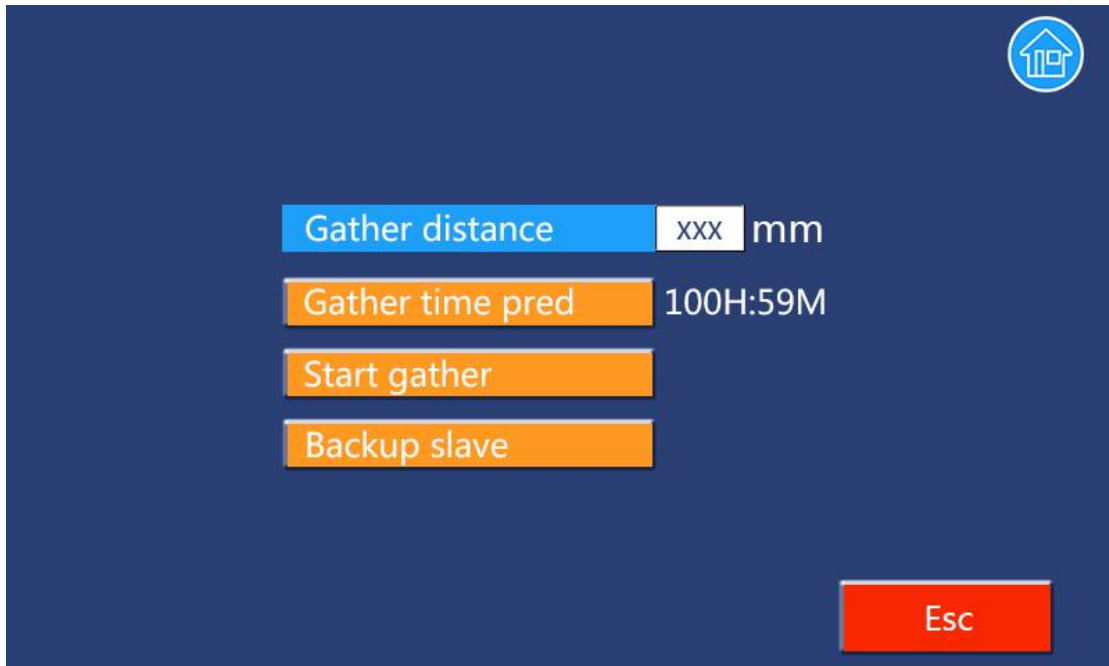 Gather distance xxx mm
Gather time pred 100H:59M
Start gather
Backup slave
Esc